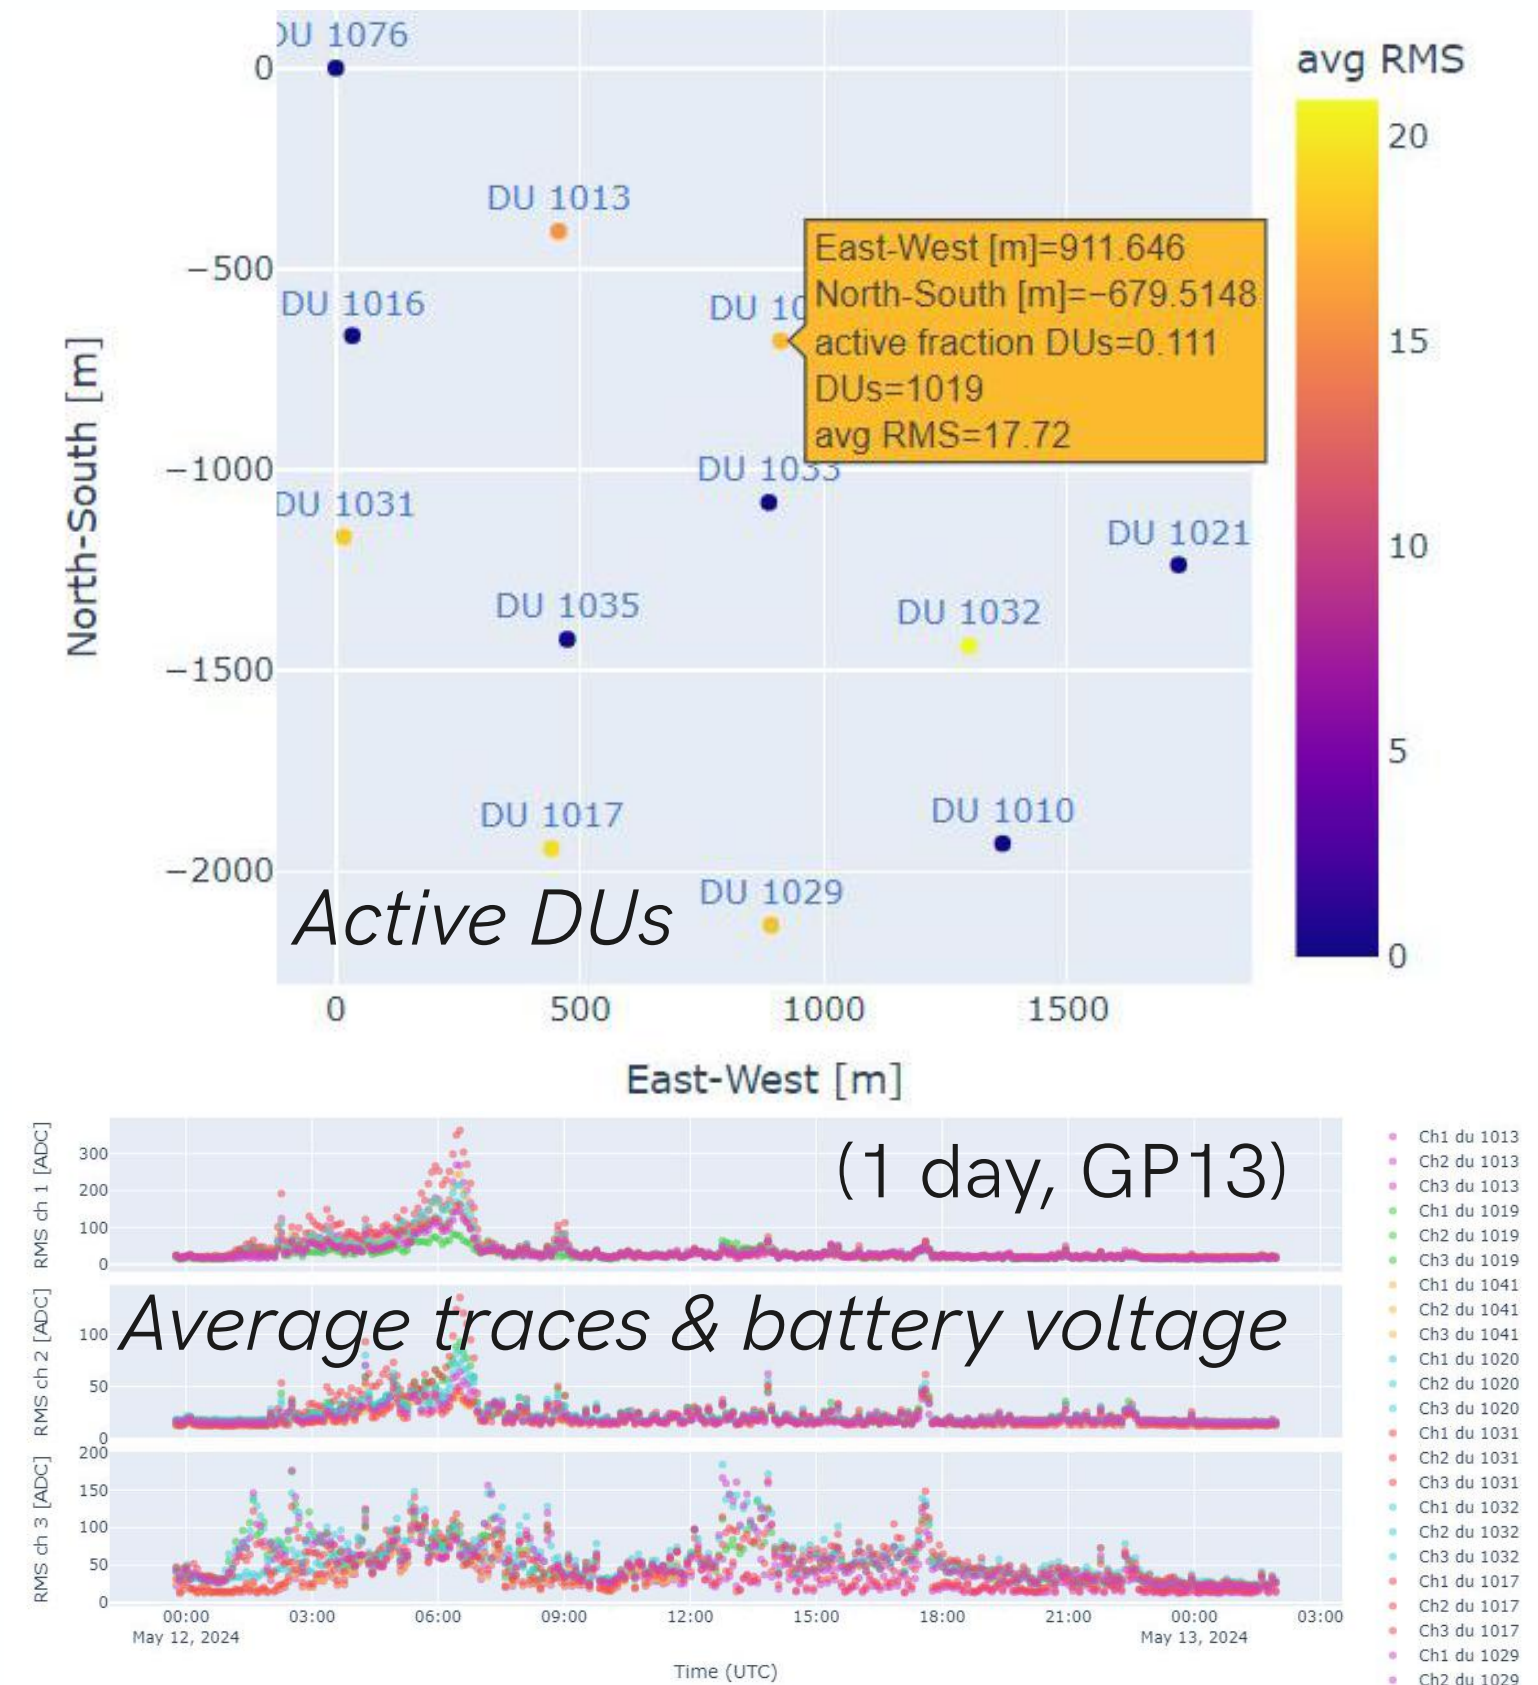 DU 1076
avg RMS
0
20
DU 1013
East-West [m]=911.646
North-South [m]=−679.5148
active fraction DUs=0.111
DUs=1019
avg RMS=17.72
−500
DU 1016
DU 10
15
North-South [m]
−1000
DU 1033
DU 1031
DU 1021
10
DU 1035
DU 1032
−1500
5
DU 1017
DU 1010
−2000
DU 1029
Active DUs
0
0
500
1000
1500
East-West [m]
(1 day, GP13)
RMS ch 1 [ADC]
300
200
100
0
Average traces & battery voltage
RMS ch 2 [ADC]
100
50
0
RMS ch 3 [ADC]
200
150
100
50
0
00:00
03:00
06:00
09:00
12:00
15:00
18:00
21:00
00:00
03:00
May 12, 2024
May 13, 2024
Time (UTC)
Ch1 du 1013
Ch2 du 1013
Ch3 du 1013
Ch1 du 1019
Ch2 du 1019
Ch3 du 1019
Ch1 du 1041
Ch2 du 1041
Ch3 du 1041
Ch1 du 1020
Ch2 du 1020
Ch3 du 1020
Ch1 du 1031
Ch2 du 1031
Ch3 du 1031
Ch1 du 1032
Ch2 du 1032
Ch3 du 1032
Ch1 du 1017
Ch2 du 1017
Ch3 du 1017
Ch1 du 1029
Ch2 du 1029